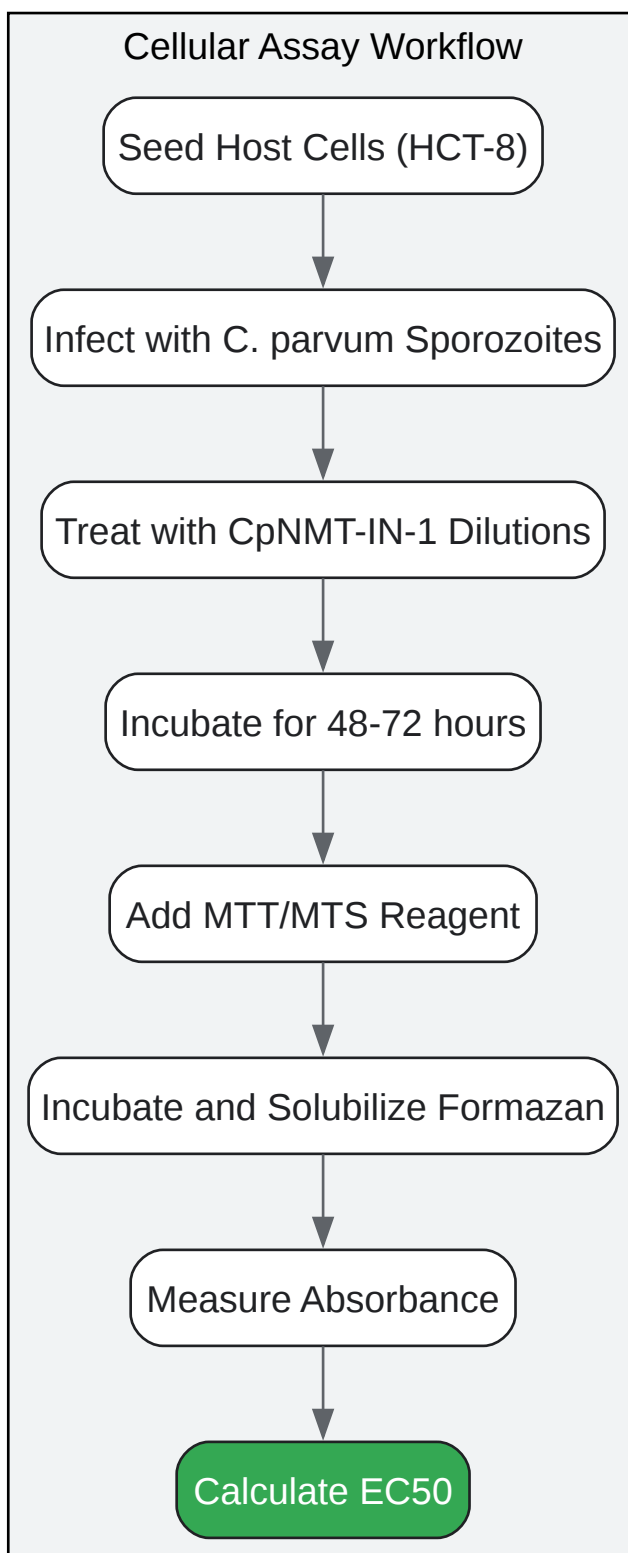 Cellular Assay Workflow
Seed Host Cells (HCT-8)
Infect with C. parvum Sporozoites
Treat with CpNMT-IN-1 Dilutions
Incubate for 48-72 hours
Add MTT/MTS Reagent
Incubate and Solubilize Formazan
Measure Absorbance
Calculate EC50